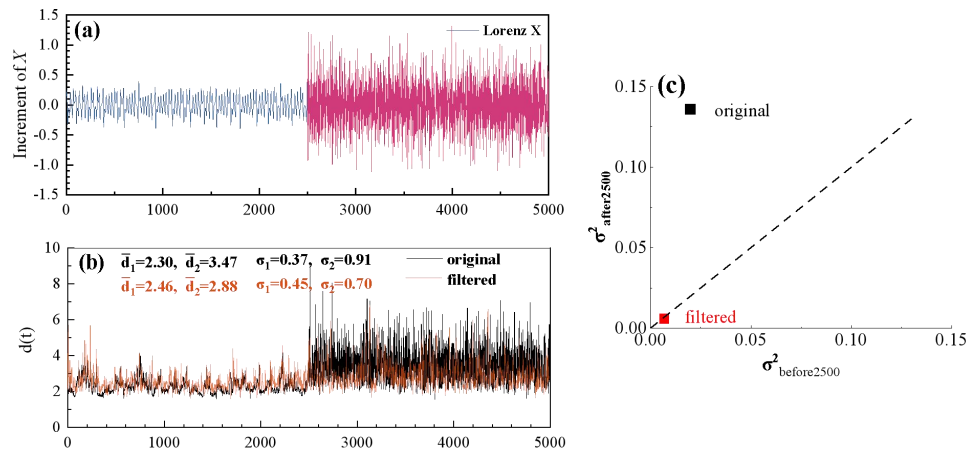 (a)
Lorenz X
Increment of X
1.5
1.0
0.5
0.0
-0.5
-1.0
-1.5
0
1000
2000
3000
4000
5000
(b)
d̅₁=2.30, d̅₂=3.47 σ₁=0.37, σ₂=0.91
d̅₁=2.46, d̅₂=2.88 σ₁=0.45, σ₂=0.70
original
filtered
d(t)
10
8
6
4
2
0
0
1000
2000
3000
4000
5000
(c)
original
filtered
σ²after2500
0.15
0.10
0.05
0.00
0.00
0.05
0.10
0.15
σ²before2500